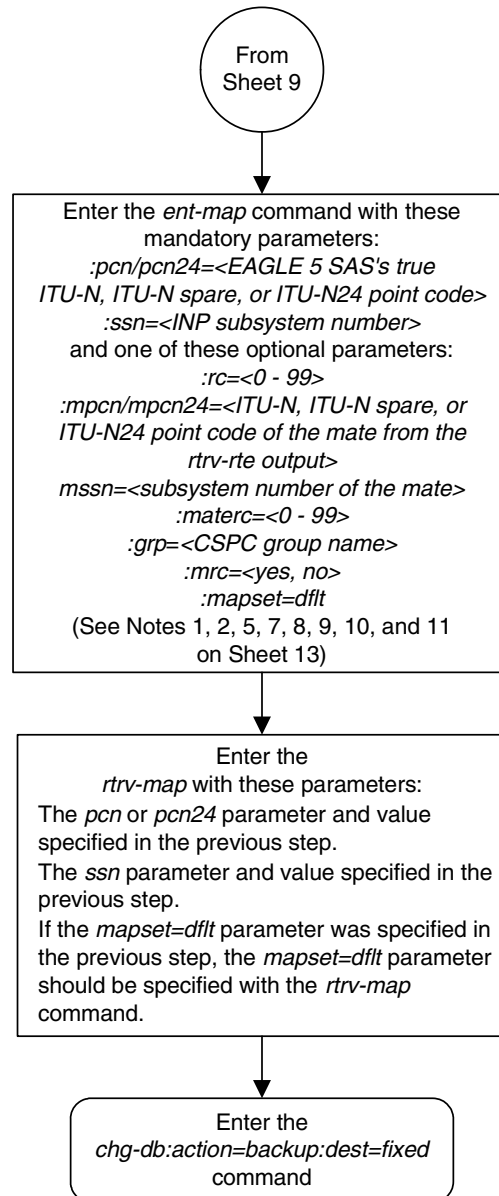 From
Sheet 9
Enter the ent-map command with these
mandatory parameters:
:pcn/pcn24=<EAGLE 5 SAS's true
ITU-N, ITU-N spare, or ITU-N24 point code>
:ssn=<INP subsystem number>
and one of these optional parameters:
:rc=<0 - 99>
:mpcn/mpcn24=<ITU-N, ITU-N spare, or
ITU-N24 point code of the mate from the
rtrv-rte output>
mssn=<subsystem number of the mate>
:materc=<0 - 99>
:grp=<CSPC group name>
:mrc=<yes, no>
:mapset=dflt
(See Notes 1, 2, 5, 7, 8, 9, 10, and 11
on Sheet 13)
Enter the
rtrv-map with these parameters:
The pcn or pcn24 parameter and value
specified in the previous step.
The ssn parameter and value specified in the
previous step.
If the mapset=dflt parameter was specified in
the previous step, the mapset=dflt parameter
should be specified with the rtrv-map
command.
Enter the
chg-db:action=backup:dest=fixed
command